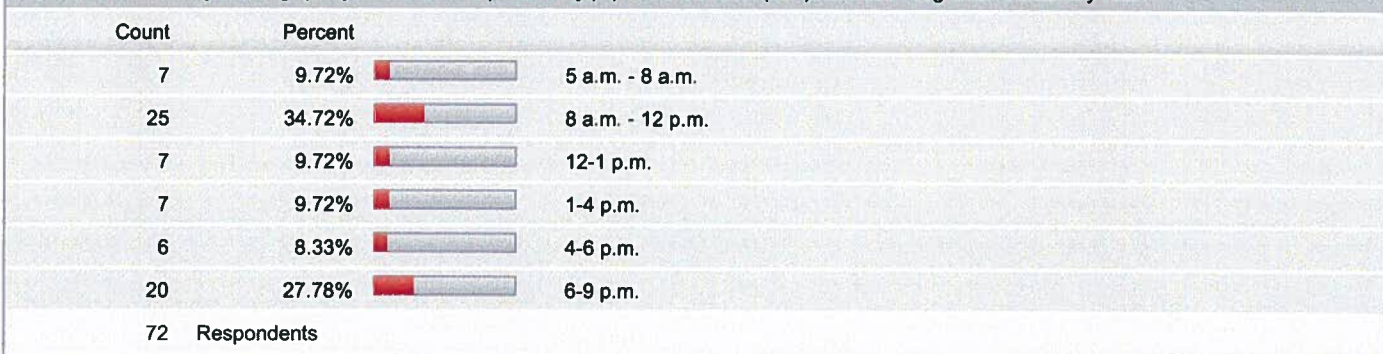 Count Percent
7 9.72% 5 a.m. - 8 a.m.
25 34.72% 8 a.m. - 12 p.m.
7 9.72% 12-1 p.m.
7 9.72% 1-4 p.m.
6 8.33% 4-6 p.m.
20 27.78% 6-9 p.m.
72 Respondents